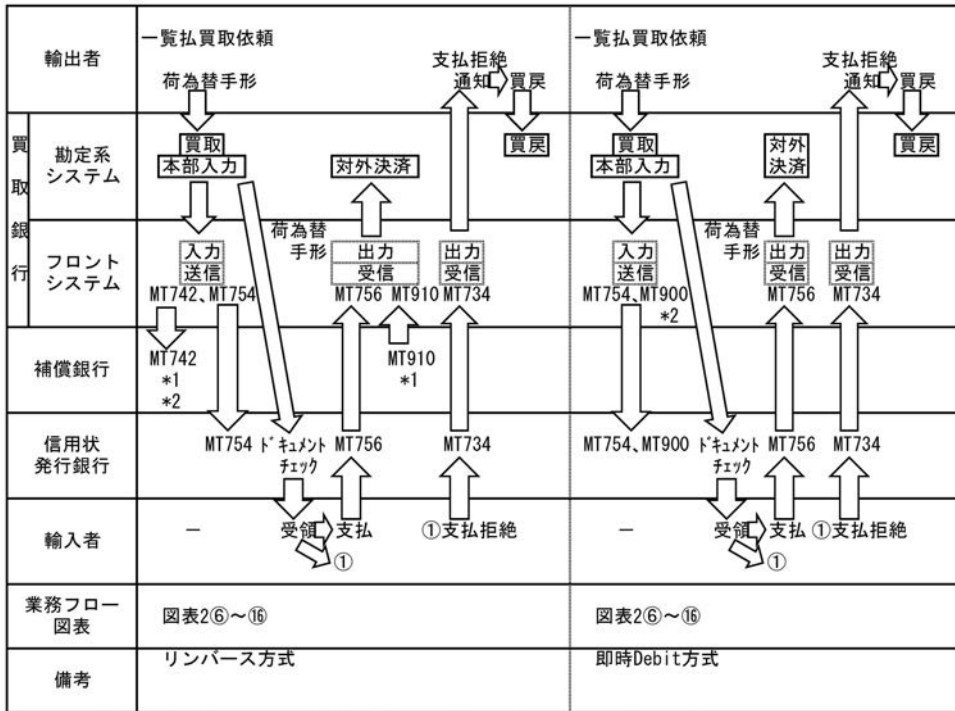 輸出者
一覧払買取依頼
荷為替手形
支払拒絶
通知
買戻
一覧払買取依頼
荷為替手形
支払拒絶
通知
買戻
買取銀行
勘定系
システム
買取
本部入力
対外決済
買戻
買取
本部入力
対外
決済
買戻
フロント
システム
入力
送信
MT742、MT754
荷為替
手形
出力
受信
MT756 MT910
出力
受信
MT734
入力
送信
MT754、MT900
*2
荷為替
手形
出力
受信
MT756
出力
受信
MT734
補償銀行
MT742
*1
*2
MT910
*1
信用状
発行銀行
MT754
ドキュメント
チェック
MT756
MT734
MT754、MT900
ドキュメント
チェック
MT756
MT734
輸入者
－
受領
支払
①
①支払拒絶
－
受領
支払
①
①支払拒絶
業務フロー
図表
図表2⑥～⑯
図表2⑥～⑯
備考
リンバース方式
即時Debit方式